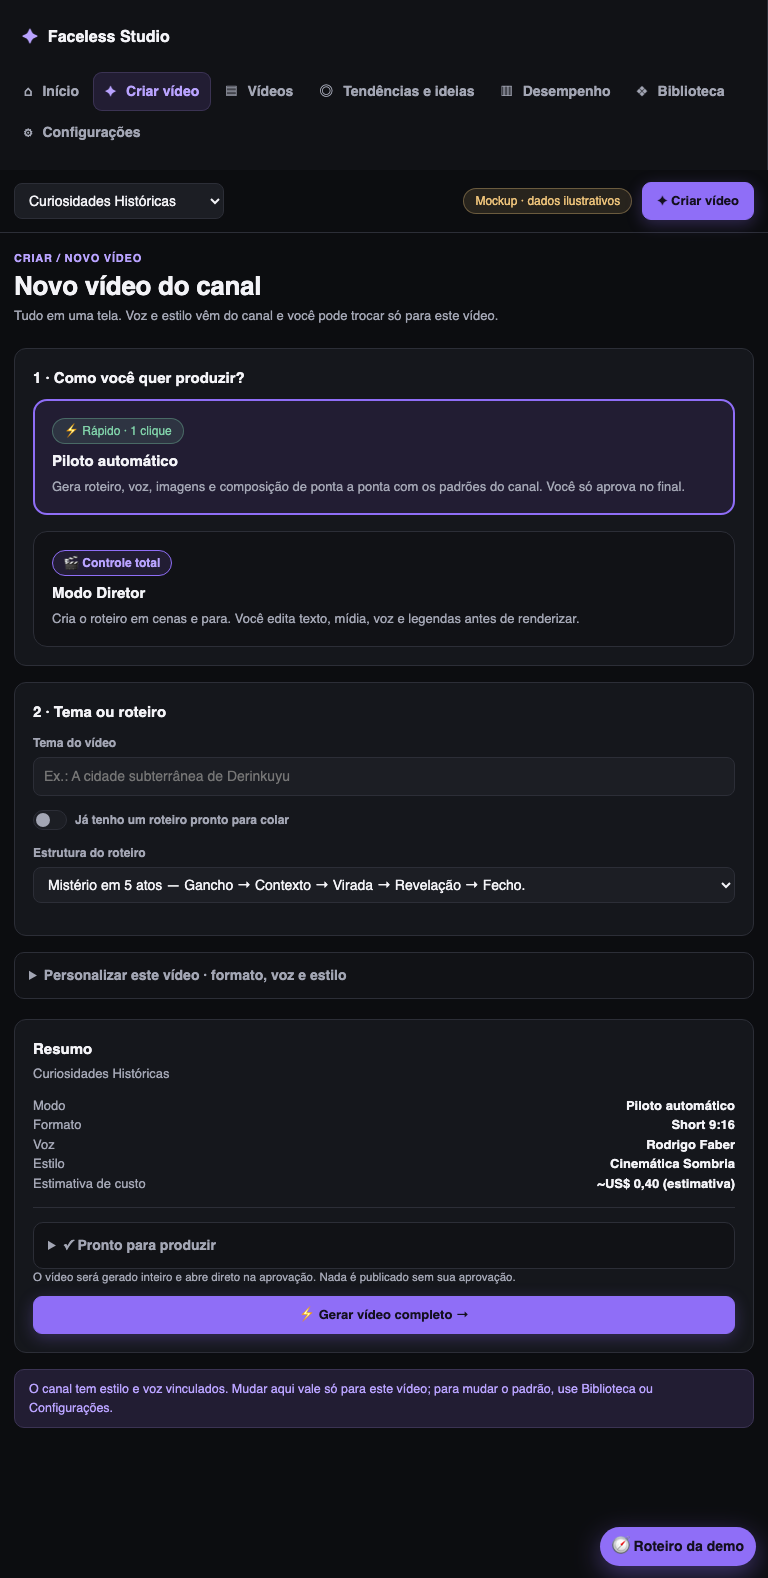 Faceless Studio
Início
Criar vídeo
Vídeos
Tendências e ideias
Desempenho
Biblioteca
Configurações
Curiosidades Históricas
Mockup · dados ilustrativos
✦ Criar vídeo
CRIAR / NOVO VÍDEO
Novo vídeo do canal
Tudo em uma tela. Voz e estilo vêm do canal e você pode trocar só para este vídeo.
1 · Como você quer produzir?
⚡ Rápido · 1 clique
Piloto automático
Gera roteiro, voz, imagens e composição de ponta a ponta com os padrões do canal. Você só aprova no final.
🎬 Controle total
Modo Diretor
Cria o roteiro em cenas e para. Você edita texto, mídia, voz e legendas antes de renderizar.
2 · Tema ou roteiro
Tema do vídeo
Ex.: A cidade subterrânea de Derinkuyu
Já tenho um roteiro pronto para colar
Estrutura do roteiro
Mistério em 5 atos — Gancho → Contexto → Virada → Revelação → Fecho.
▶ Personalizar este vídeo · formato, voz e estilo
Resumo
Curiosidades Históricas
Modo Piloto automático
Formato Short 9:16
Voz Rodrigo Faber
Estilo Cinemática Sombria
Estimativa de custo ~US$ 0,40 (estimativa)
▶ ✓ Pronto para produzir
O vídeo será gerado inteiro e abre direto na aprovação. Nada é publicado sem sua aprovação.
⚡ Gerar vídeo completo →
O canal tem estilo e voz vinculados. Mudar aqui vale só para este vídeo; para mudar o padrão, use Biblioteca ou
Configurações.
🧭 Roteiro da demo